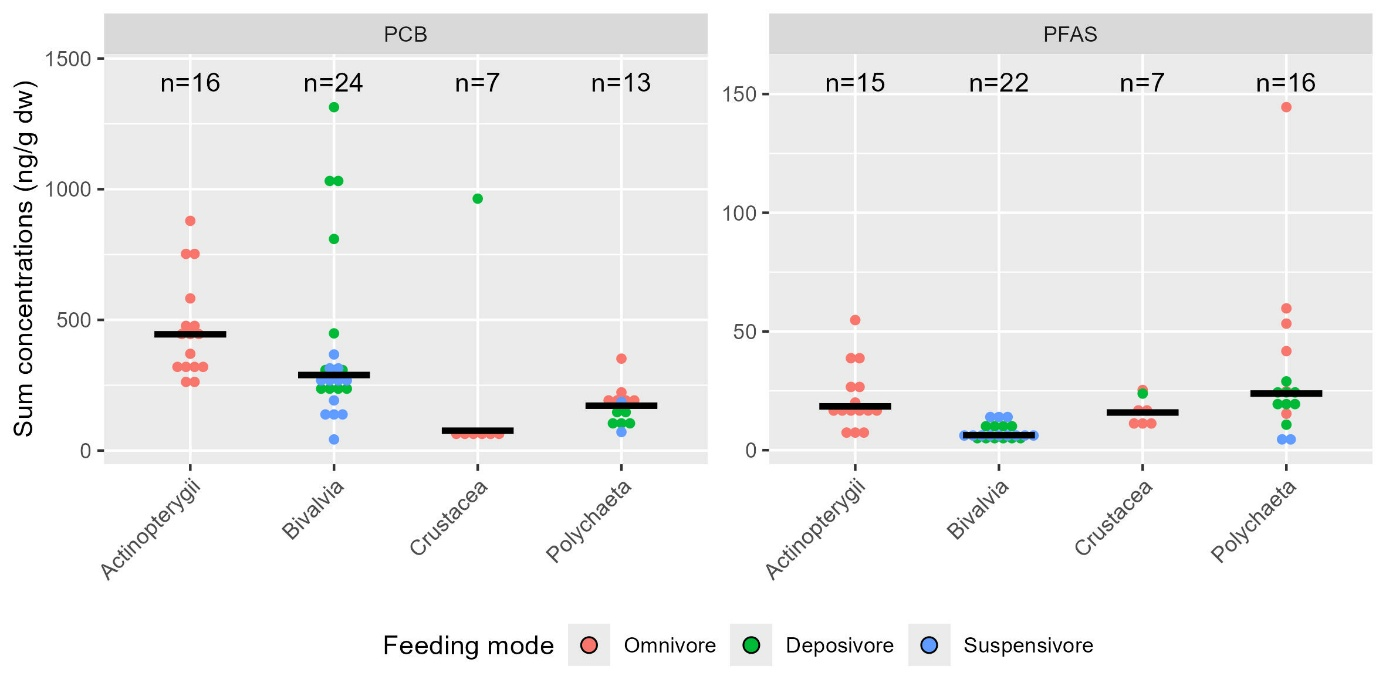 PCB
PFAS
Sum concentrations (ng/g dw)
1500
1000
500
0
n=16
n=24
n=7
n=13
150
100
50
0
n=15
n=22
n=7
n=16
Actinopterygii
Bivalvia
Crustacea
Polychaeta
Actinopterygii
Bivalvia
Crustacea
Polychaeta
Feeding mode Omnivore Deposivore Suspensivore